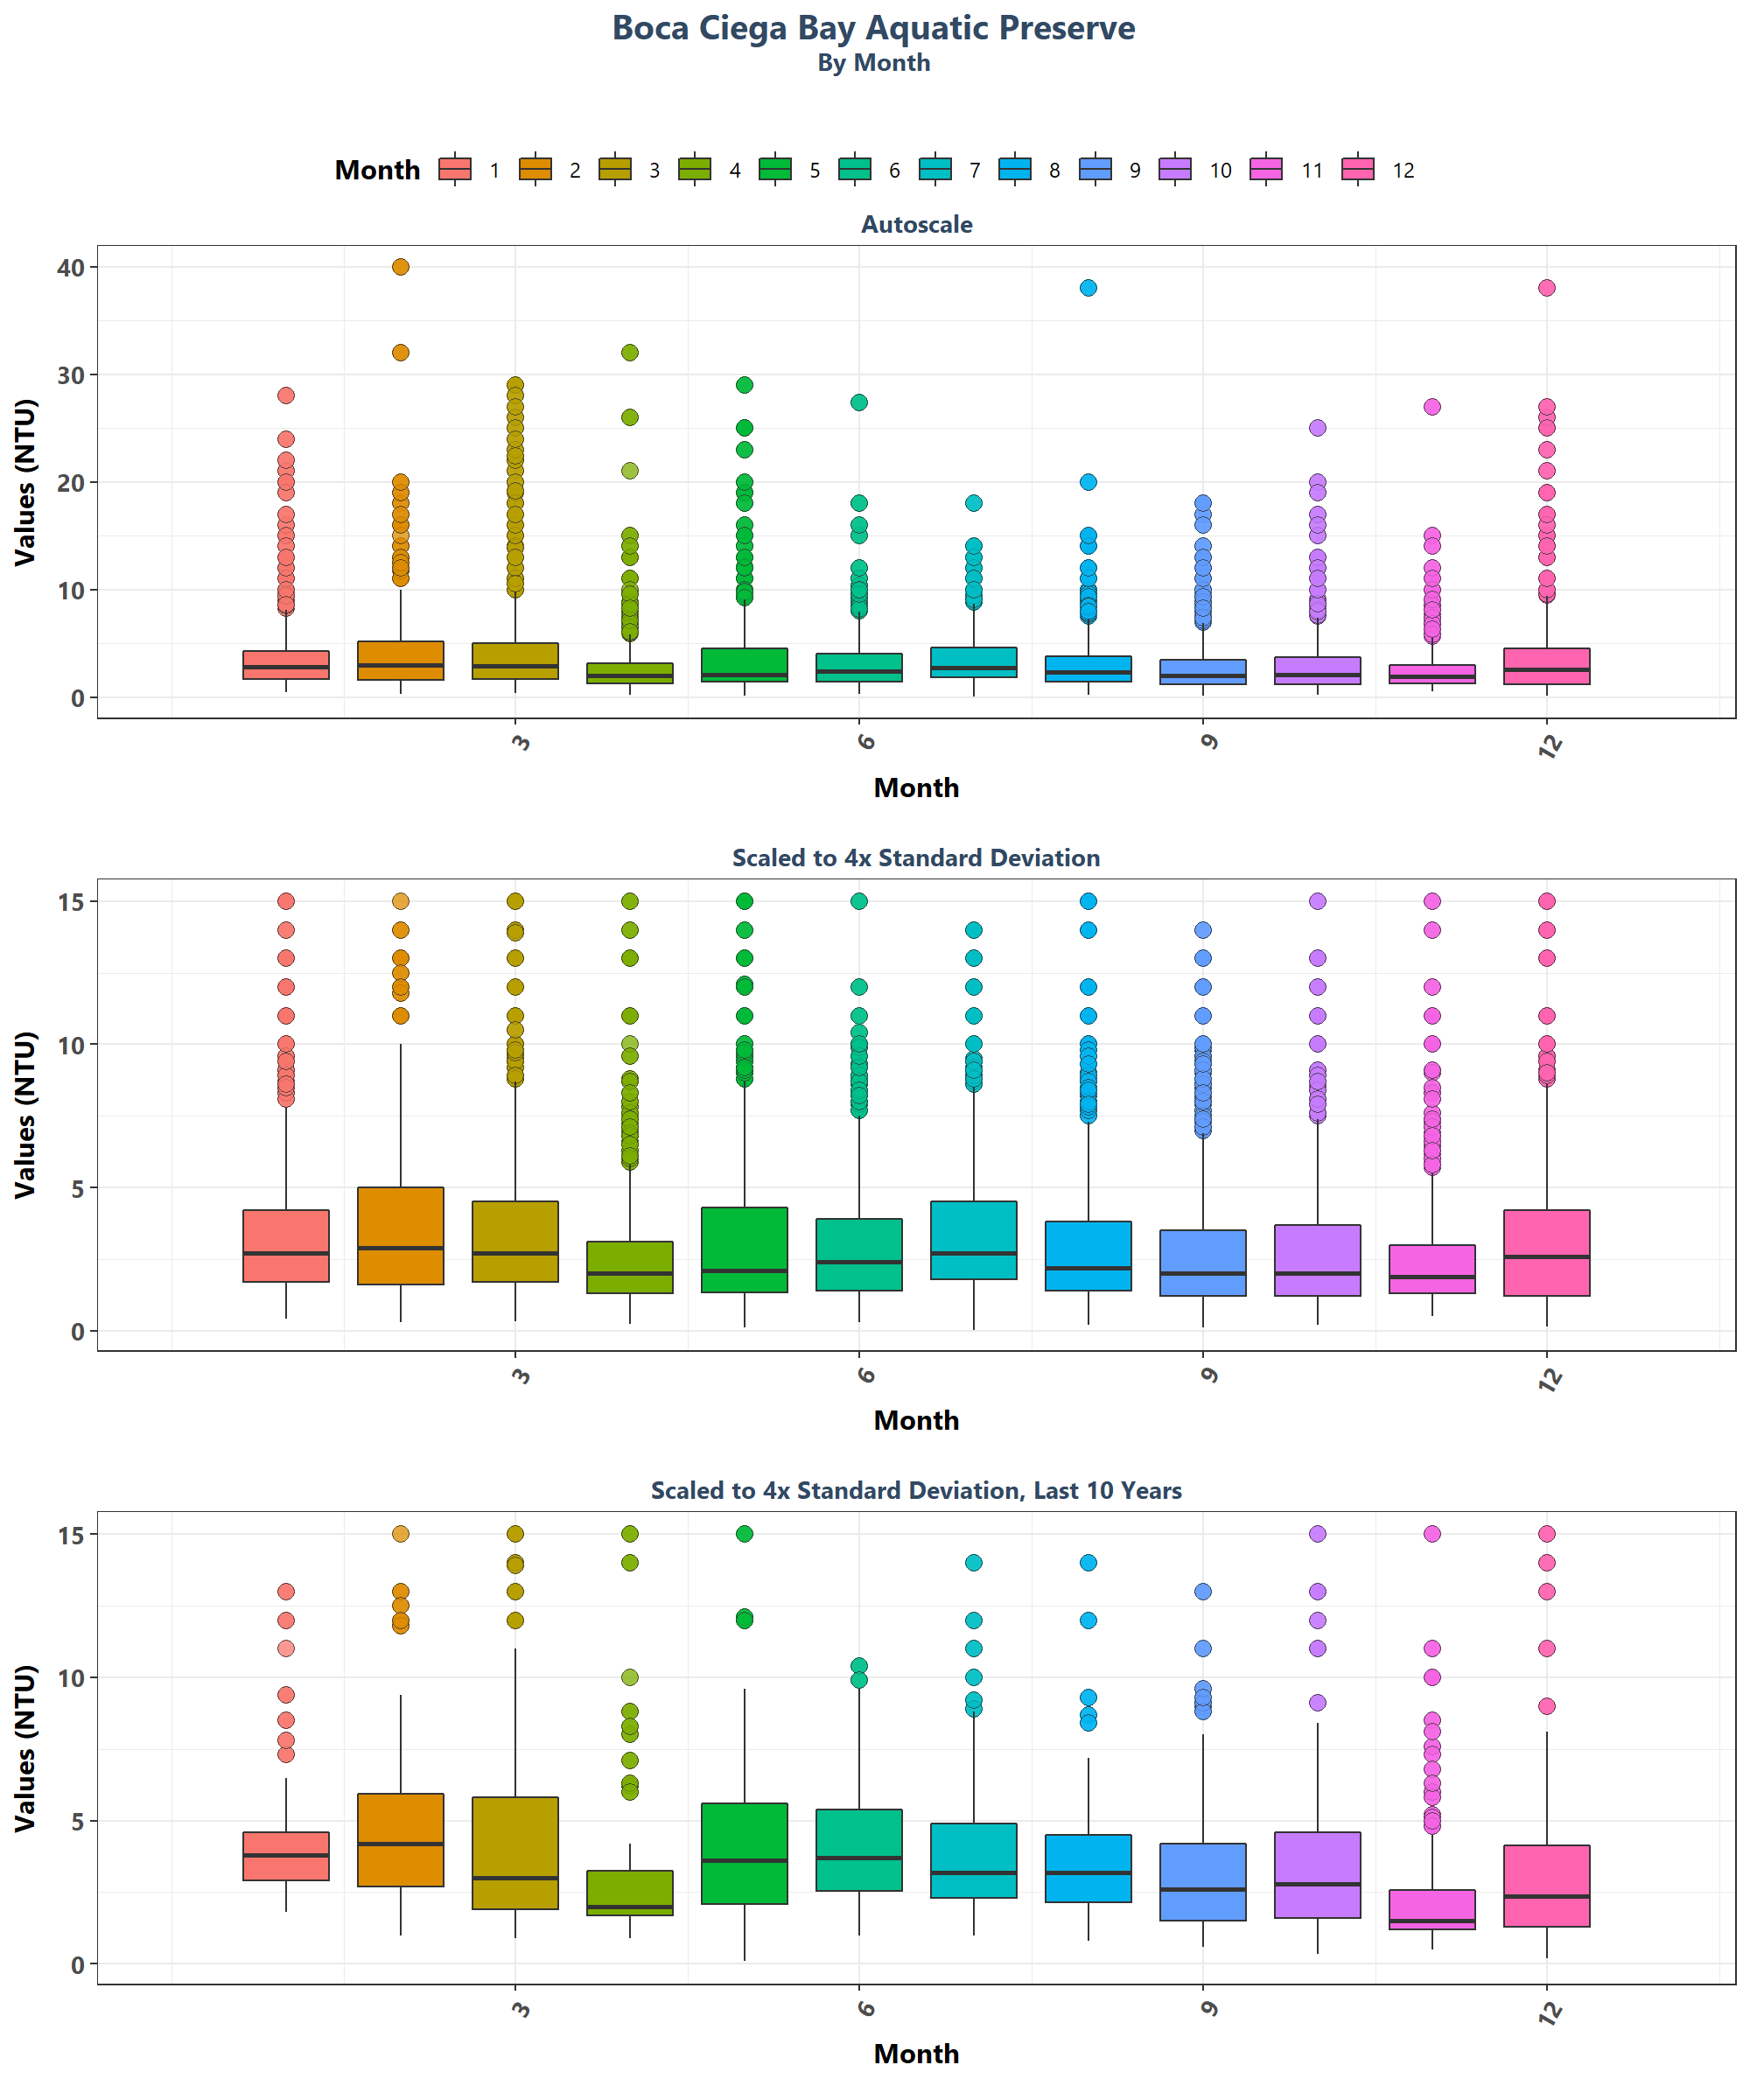 Boca Ciega Bay Aquatic Preserve
By Month
Month 1 2 3 4 5 6 7 8 9 10 11 12
Autoscale
Values (NTU)
40
30
20
10
0
3 6 9 12
Month
Scaled to 4x Standard Deviation
Values (NTU)
15
10
5
0
3 6 9 12
Month
Scaled to 4x Standard Deviation, Last 10 Years
Values (NTU)
15
10
5
0
3 6 9 12
Month